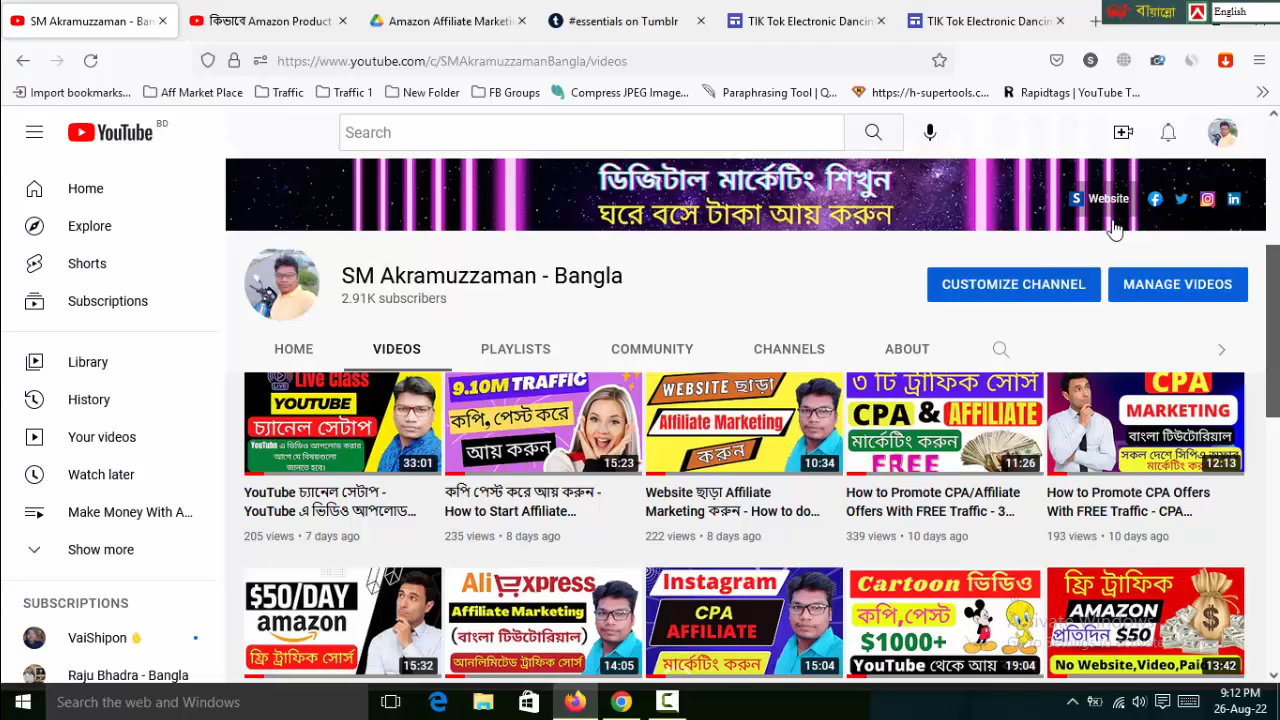 SM Akramuzzaman - Ban
কিভাবে Amazon Product
Amazon Affiliate Marketi
#essentials on Tumblr
TIK Tok Electronic Dancin
TIK Tok Electronic Dancin
বাঁয়ান্নো
English
https://www.youtube.com/c/SMAkramuzzamanBangla/videos
Import bookmarks...
Aff Market Place
Traffic
Traffic 1
New Folder
FB Groups
Compress JPEG Image...
Paraphrasing Tool | Q...
https://h-supertools.c...
Rapidtags | YouTube T...
YouTube BD
Search
Home
Explore
Shorts
Subscriptions
Library
History
Your videos
Watch later
Make Money With A...
Show more
SUBSCRIPTIONS
VaiShipon
Raju Bhadra - Bangla
ডিজিটাল মার্কেটিং শিখুন
ঘরে বসে টাকা আয় করুন
Website
SM Akramuzzaman - Bangla
2.91K subscribers
CUSTOMIZE CHANNEL
MANAGE VIDEOS
HOME
VIDEOS
PLAYLISTS
COMMUNITY
CHANNELS
ABOUT
LIVE Live Class
YOUTUBE
চ্যানেল সেটাপ
YouTube এ ভিডিও আপলোড করার
আগে যে বিষয়গুলো
জানতে হবে।
33:01
YouTube চ্যানেল সেটাপ -
YouTube এ ভিডিও আপলোড...
205 views • 7 days ago
9.10M TRAFFIC
কপি, পেস্ট করে
আয় করুন
15:23
কপি পেস্ট করে আয় করুন -
How to Start Affiliate...
235 views • 8 days ago
WEBSITE ছাড়া
Affiliate Marketing
করুন
10:34
Website ছাড়া Affiliate
Marketing করুন - How to do...
222 views • 8 days ago
৩ টি ট্রাফিক সোর্স
CPA & AFFILIATE
মার্কেটিং করুন
FREE
11:26
How to Promote CPA/Affiliate
Offers With FREE Traffic - 3...
339 views • 10 days ago
CPA
MARKETING
বাংলা টিউটোরিয়াল
সকল দেশে সিপিএ অফার
মার্কেটিং কর
12:13
How to Promote CPA Offers
With FREE Traffic - CPA...
193 views • 10 days ago
$50/DAY
amazon
ফ্রি ট্রাফিক সোর্স
15:32
AliExpress
Affiliate Marketing
(বাংলা টিউটোরিয়াল)
আনলিমিটেড ট্রাফিক সোর্স
14:05
Instagram
CPA
AFFILIATE
মার্কেটিং করুন
15:04
Cartoon ভিডিও
কপি,পেস্ট
$1000+
YouTube থেকে আয়
19:04
ফ্রি ট্রাফিক
AMAZON
প্রতিদিন $50
No Website,Video,Paid
13:42
Search the web and Windows
9:12 PM
26-Aug-22